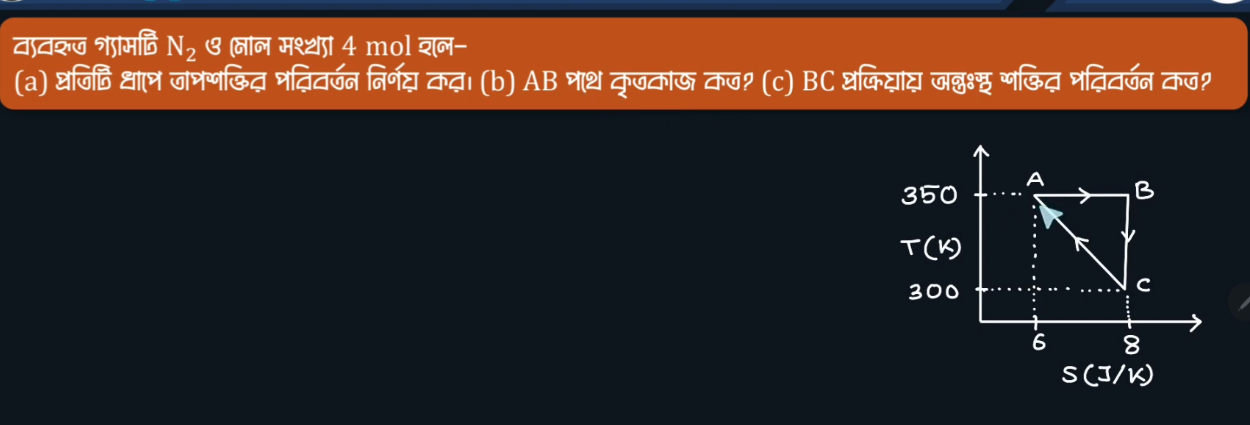 ব্যবহৃত গ্যাসটি N₂ ও মোল সংখ্যা 4 mol হলে–
(a) প্রতিটি ধাপে তাপশক্তির পরিবর্তন নির্ণয় কর। (b) AB পথে কৃতকাজ কত? (c) BC প্রক্রিয়ায় অন্তঃস্থ শক্তির পরিবর্তন কত?
A
350
B
T(K)
300
C
6
8
S(J/K)